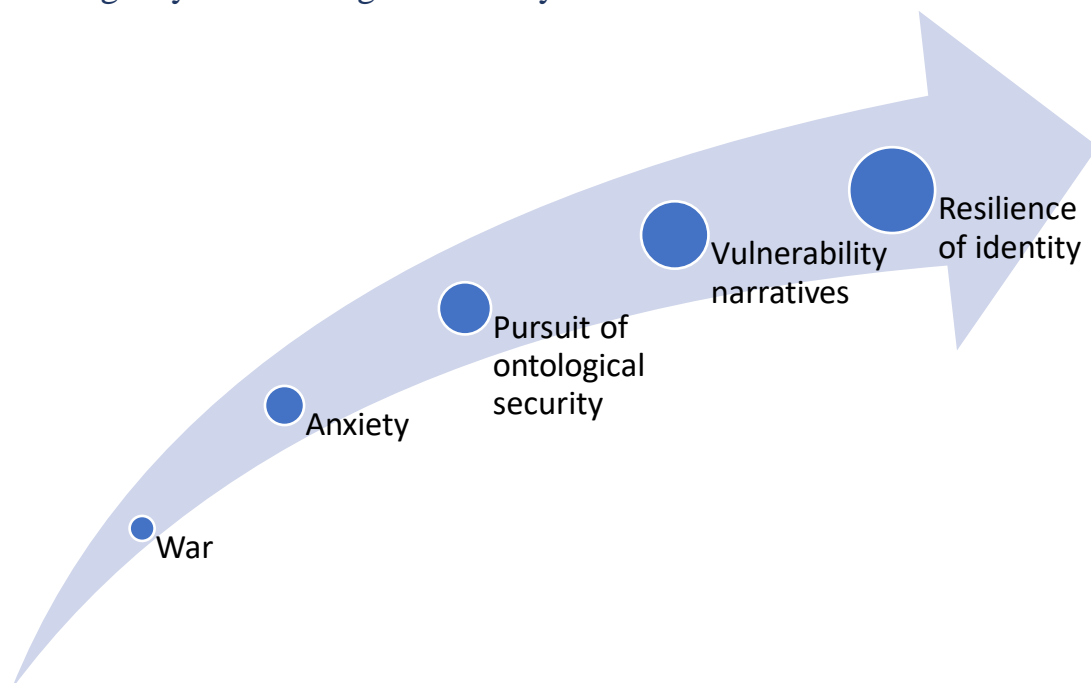 War
Anxiety
Pursuit of
ontological
security
Vulnerability
narratives
Resilience
of identity